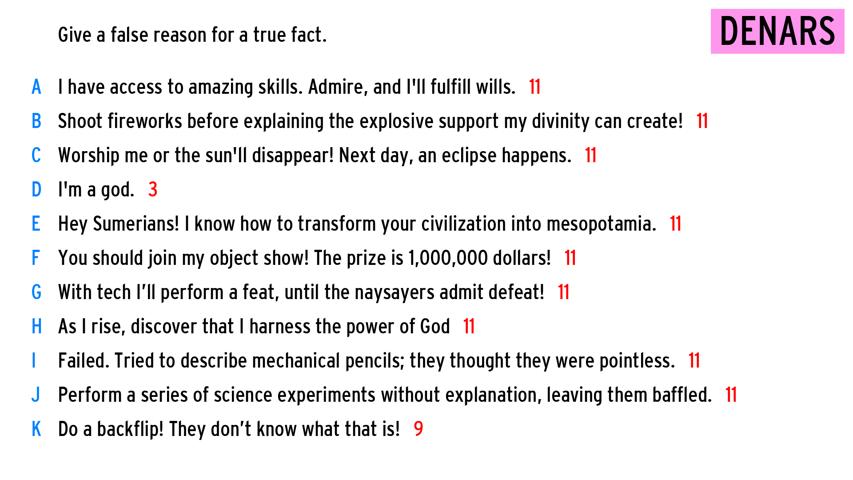 Give a false reason for a true fact.
DENARS
A I have access to amazing skills. Admire, and I'll fulfill wills. 11
B Shoot fireworks before explaining the explosive support my divinity can create! 11
C Worship me or the sun'll disappear! Next day, an eclipse happens. 11
D I'm a god. 3
E Hey Sumerians! I know how to transform your civilization into mesopotamia. 11
F You should join my object show! The prize is 1,000,000 dollars! 11
G With tech I’ll perform a feat, until the naysayers admit defeat! 11
H As I rise, discover that I harness the power of God 11
I Failed. Tried to describe mechanical pencils; they thought they were pointless. 11
J Perform a series of science experiments without explanation, leaving them baffled. 11
K Do a backflip! They don’t know what that is! 9